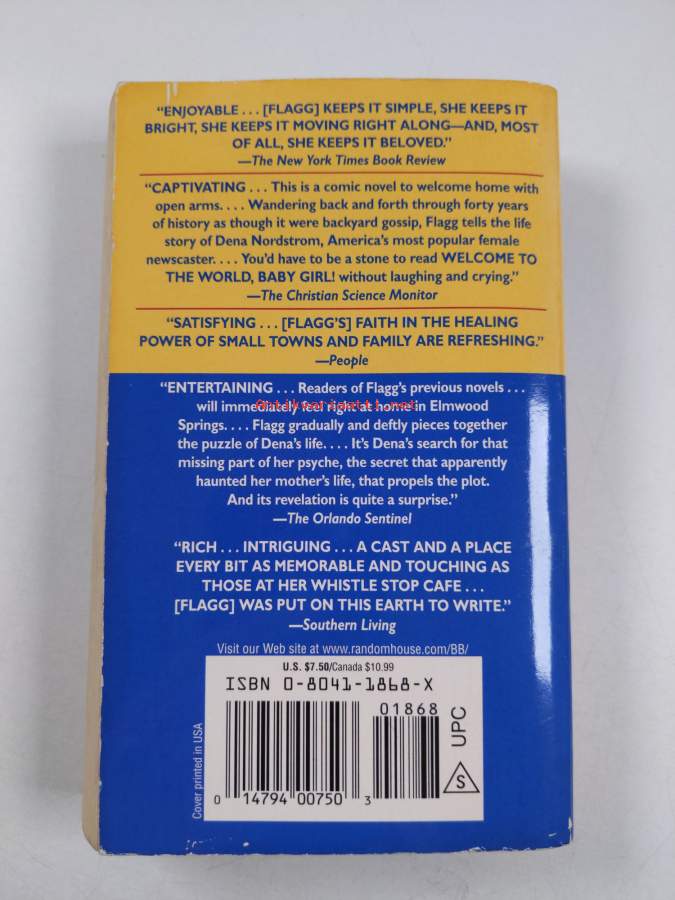 “ENJOYABLE . . . [FLAGG] KEEPS IT SIMPLE, SHE KEEPS IT
BRIGHT, SHE KEEPS IT MOVING RIGHT ALONG—AND, MOST
OF ALL, SHE KEEPS IT BELOVED.”
—The New York Times Book Review
“CAPTIVATING . . . This is a comic novel to welcome home with
open arms. . . . Wandering back and forth through forty years
of history as though it were backyard gossip, Flagg tells the life
story of Dena Nordstrom, America’s most popular female
newscaster. . . . You’d have to be a stone to read WELCOME TO
THE WORLD, BABY GIRL! without laughing and crying.”
—The Christian Science Monitor
“SATISFYING . . . [FLAGG’S] FAITH IN THE HEALING
POWER OF SMALL TOWNS AND FAMILY ARE REFRESHING.”
—People
“ENTERTAINING . . . Readers of Flagg’s previous novels . . .
will immediately feel right at home in Elmwood
Springs. . . . Flagg gradually and deftly pieces together
the puzzle of Dena’s life. . . . It’s Dena’s search for that
missing part of her psyche, the secret that apparently
haunted her mother’s life, that propels the plot.
And its revelation is quite a surprise.”
—The Orlando Sentinel
“RICH . . . INTRIGUING . . . A CAST AND A PLACE
EVERY BIT AS MEMORABLE AND TOUCHING AS
THOSE AT HER WHISTLE STOP CAFE . . .
[FLAGG] WAS PUT ON THIS EARTH TO WRITE.”
—Southern Living
Visit our Web site at www.randomhouse.com/BB/
U.S. $7.50/Canada $10.99
ISBN 0-8041-1868-X
01868
UPC
S
0 14794 00750 3
Cover printed in USA